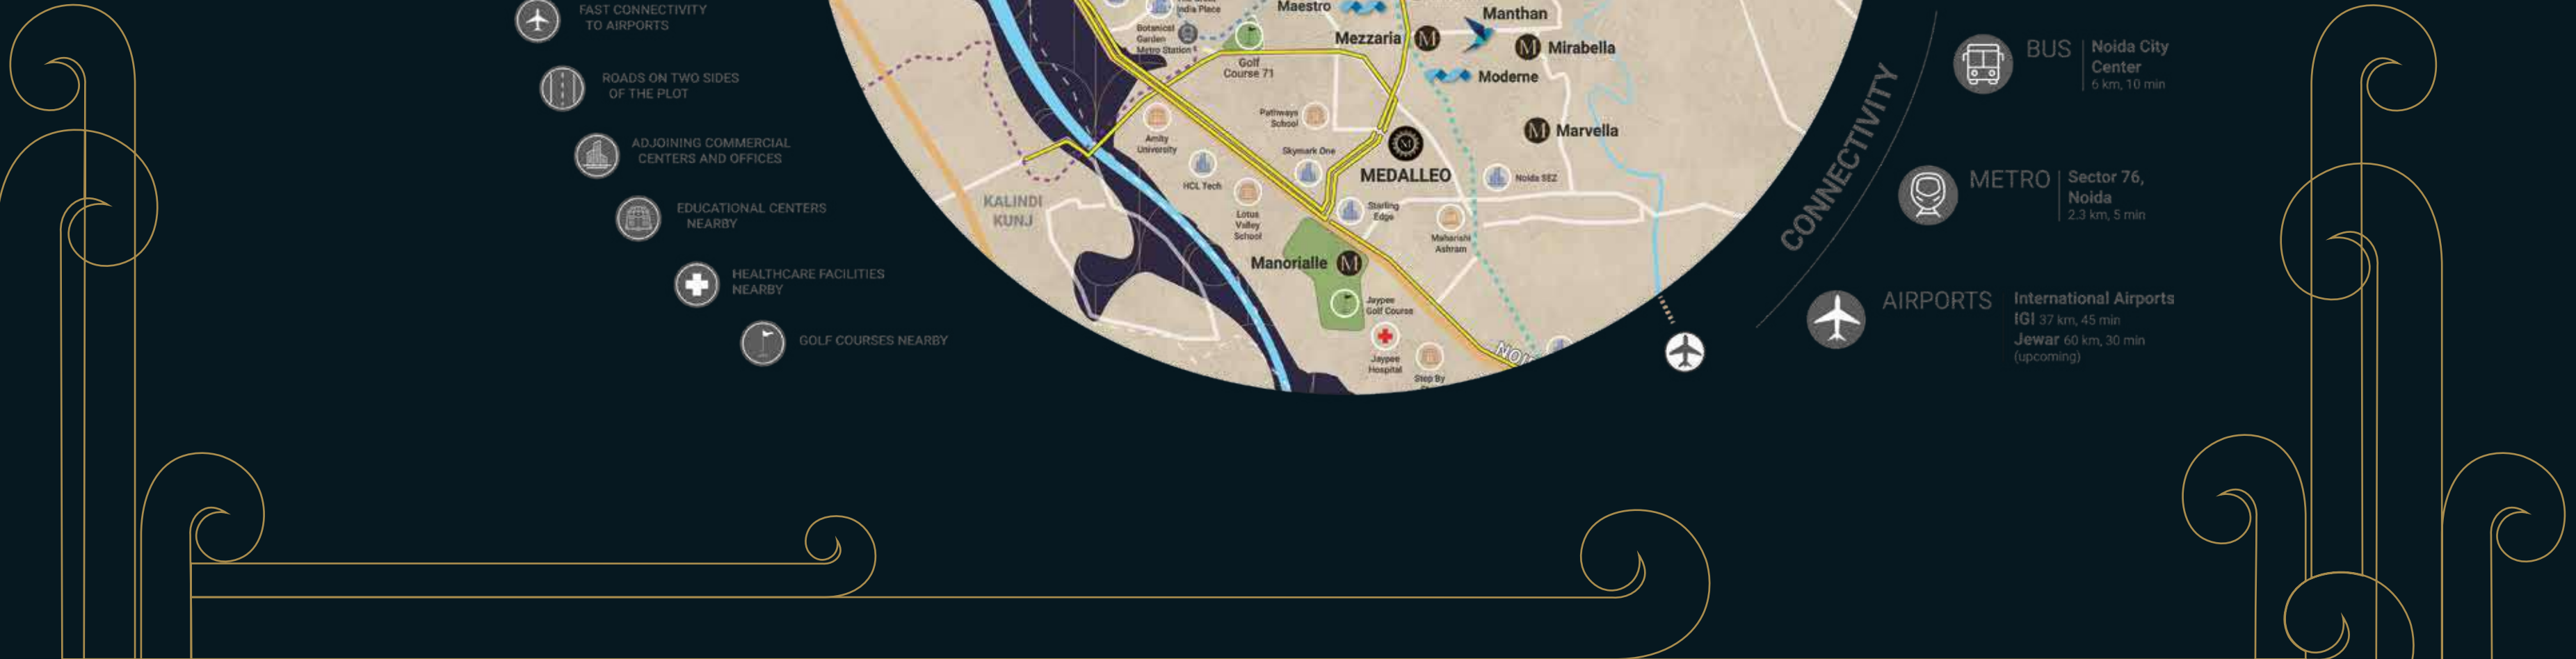 FAST CONNECTIVITY
TO AIRPORTS
ROADS ON TWO SIDES
OF THE PLOT
ADJOINING COMMERCIAL
CENTERS AND OFFICES
EDUCATIONAL CENTERS
NEARBY
HEALTHCARE FACILITIES
NEARBY
GOLF COURSES NEARBY
India Place
Maestro
Manthan
Botanical
Garden
Metro Station
Mezzaria
M
M
Mirabella
Golf
Course 71
Moderne
Pathways
School
M
Marvella
Amity
University
Skymark One
M
MEDALLEO
HCL Tech
Noida SEZ
KALINDI
KUNJ
Lotus
Valley
School
Starling
Edge
Maharishi
Ashram
Manorialle
M
Jaypee
Golf Course
Jaypee
Hospital
Step By
NOI
CONNECTIVITY
BUS
Noida City
Center
6 km, 10 min
METRO
Sector 76,
Noida
2.3 km, 5 min
AIRPORTS
International Airports
IGI 37 km, 45 min
Jewar 60 km, 30 min
(upcoming)